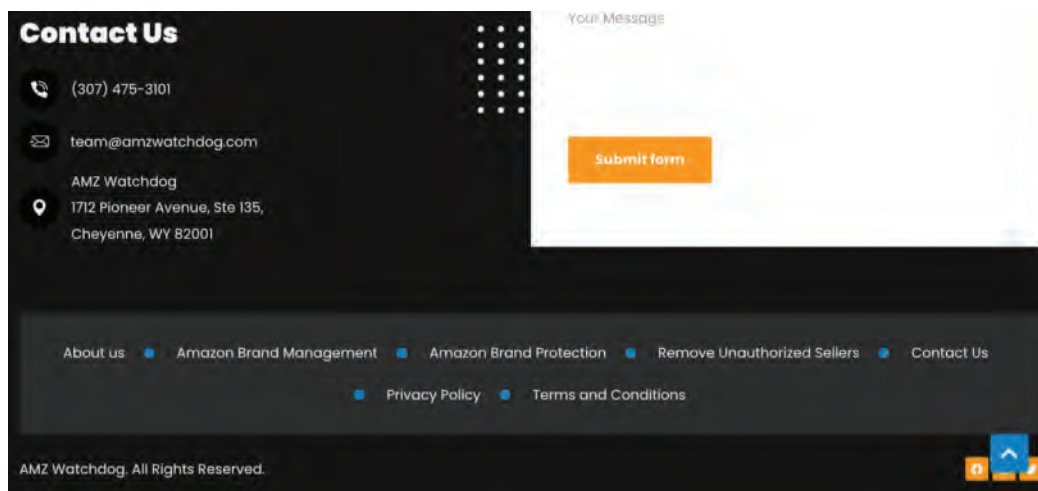 Contact Us
(307) 475-3101
team@amzwatchdog.com
AMZ Watchdog
1712 Pioneer Avenue, Ste 135,
Cheyenne, WY 82001
Your Message
Submit form
About us Amazon Brand Management Amazon Brand Protection Remove Unauthorized Sellers Contact Us
Privacy Policy Terms and Conditions
AMZ Watchdog. All Rights Reserved.